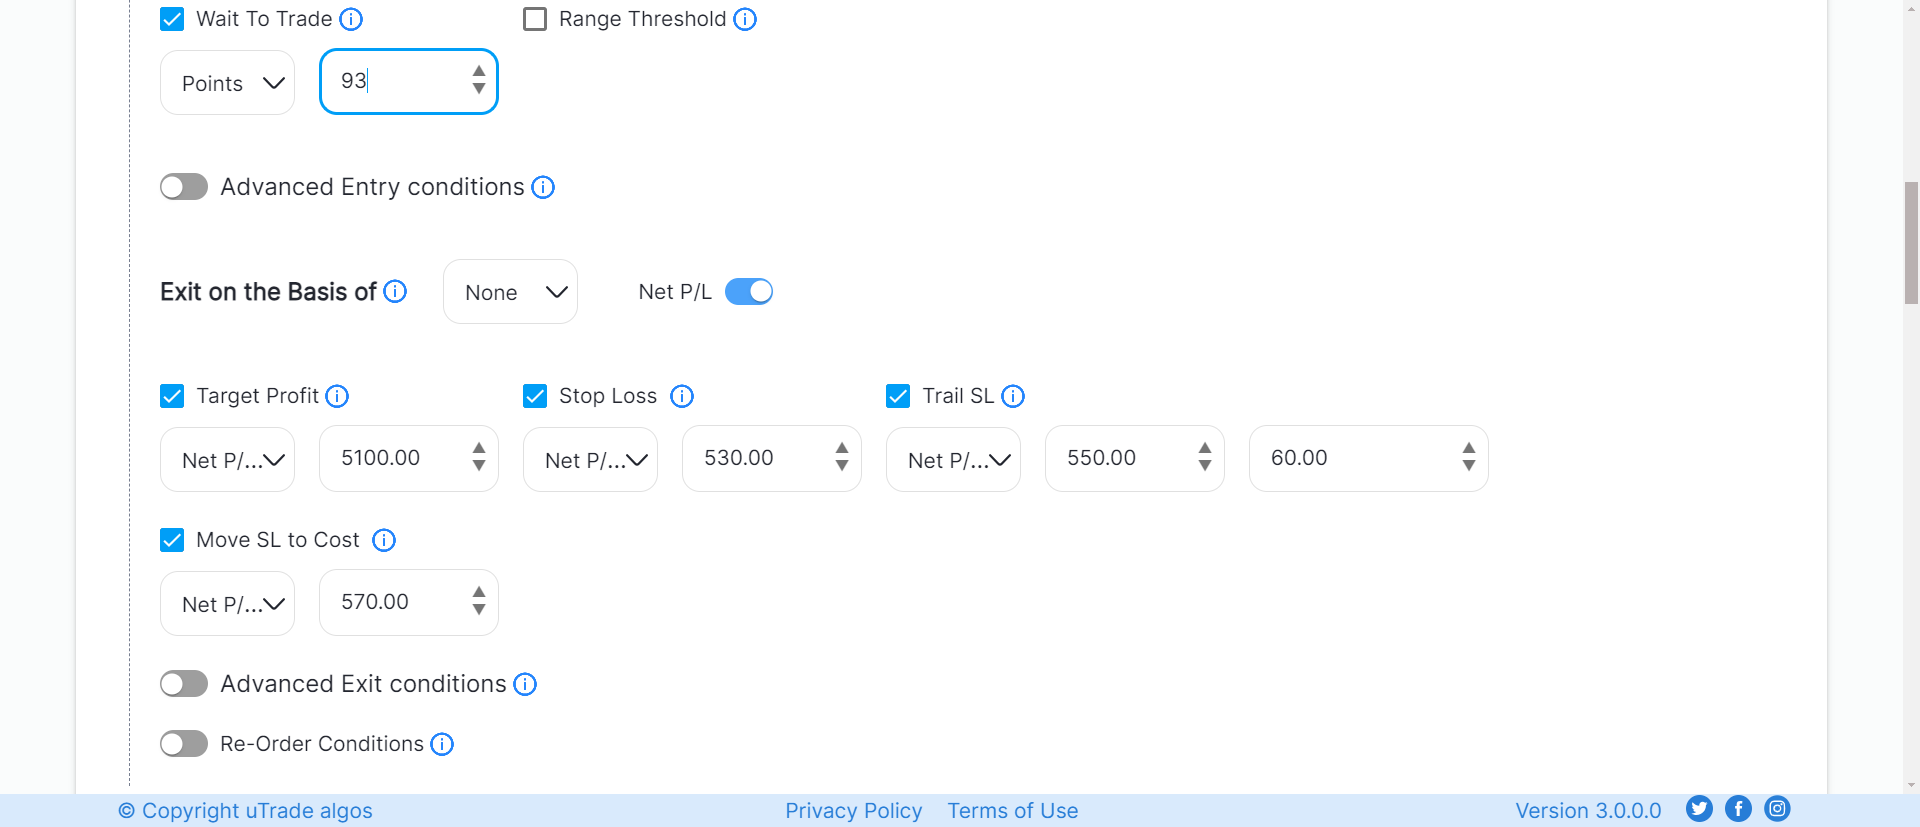 Wait To Trade Range Threshold
Points 93
Advanced Entry conditions
Exit on the Basis of None Net P/L
Target Profit Stop Loss Trail SL
Net P/... 5100.00 Net P/... 530.00 Net P/... 550.00 60.00
Move SL to Cost
Net P/... 570.00
Advanced Exit conditions
Re-Order Conditions
© Copyright uTrade algos Privacy Policy Terms of Use Version 3.0.0.0